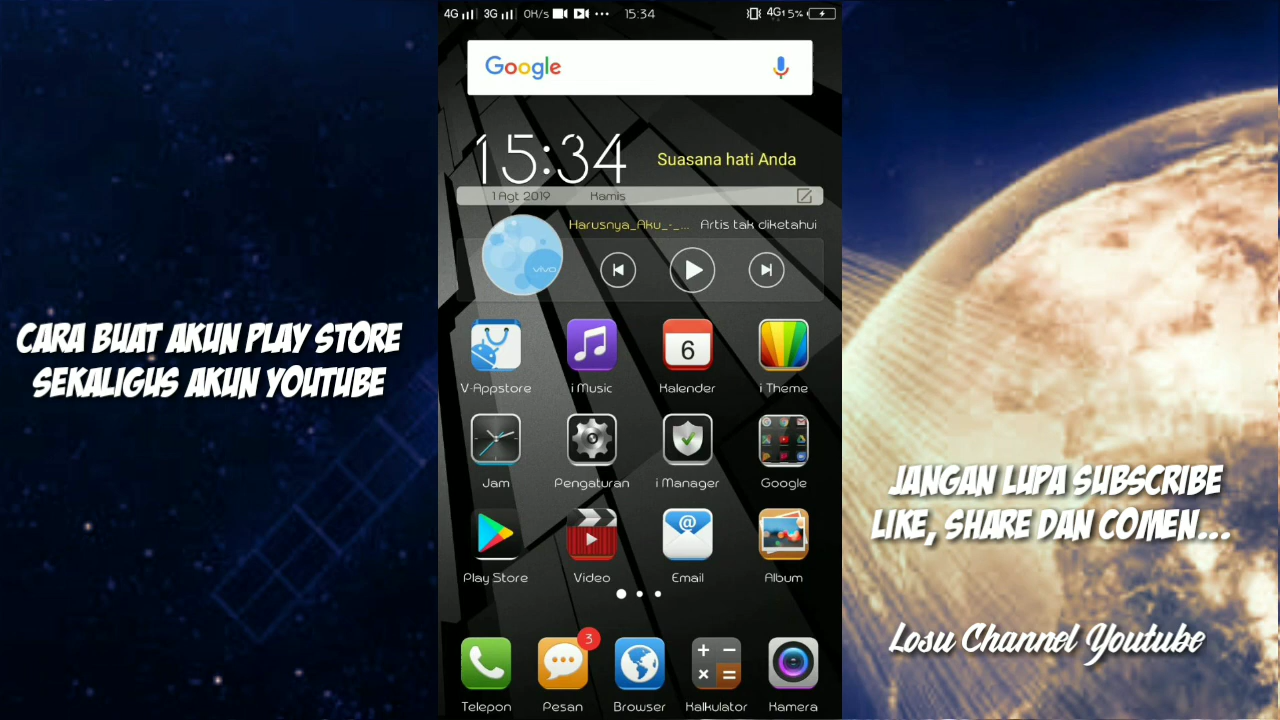 CARA BUAT AKUN PLAY STORE
SEKALIGUS AKUN YOUTUBE
4G 3G 0K/s 15:34 4G 15%
Google
15:34 Suasana hati Anda
1 Agt 2019 Kamis
Harusnya_Aku_-_... Artis tak diketahui
vivo
6
V-Appstore i Music Kalender i Theme
Jam Pengaturan i Manager Google
Play Store Video Email Album
3
Telepon Pesan Browser Kalkulator Kamera
JANGAN LUPA SUBSCRIBE
LIKE, SHARE DAN COMEN...
Losu Channel Youtube